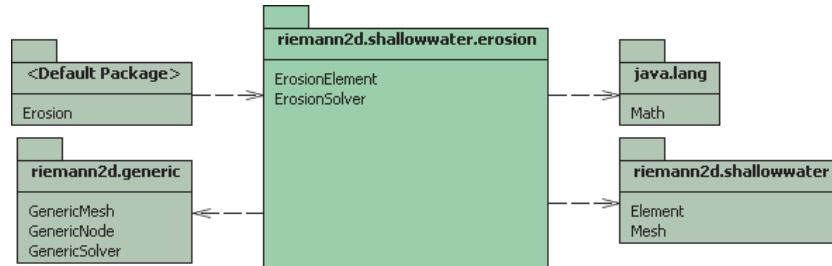 <Default Package>
Erosion
riemann2d.generic
GenericMesh
GenericNode
GenericSolver
riemann2d.shallowwater.erosion
ErosionElement
ErosionSolver
java.lang
Math
riemann2d.shallowwater
Element
Mesh